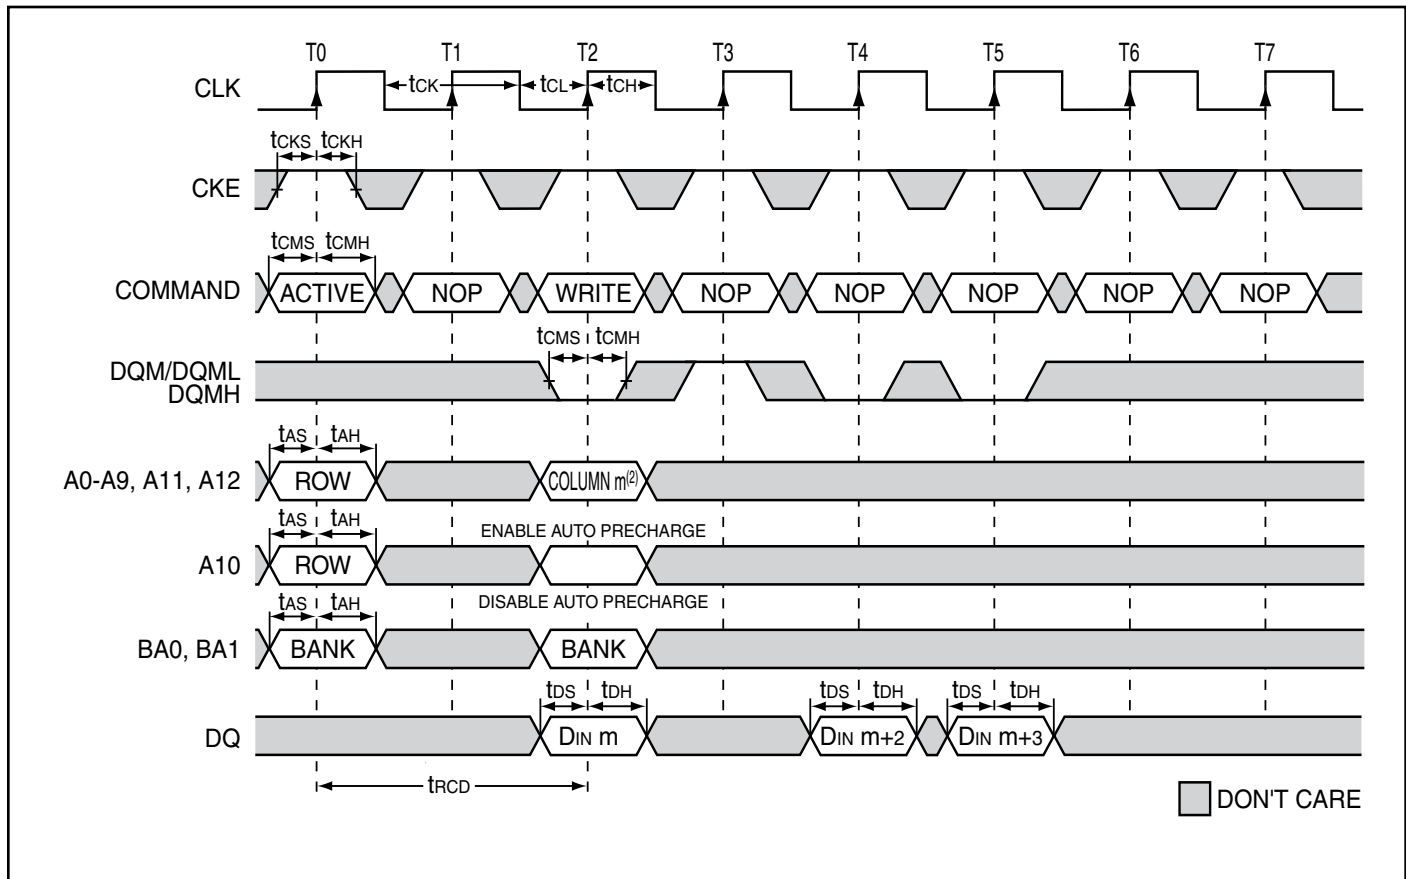 T0 T1 T2 T3 T4 T5 T6 T7
CLK tCK tCL tCH
tCKS tCKH
CKE
tCMS tCMH
COMMAND ACTIVE NOP WRITE NOP NOP NOP NOP NOP
tCMS tCMH
DQM/DQML
DQMH
tAS tAH
A0-A9, A11, A12 ROW COLUMN m(2)
tAS tAH ENABLE AUTO PRECHARGE
A10 ROW
tAS tAH DISABLE AUTO PRECHARGE
BA0, BA1 BANK BANK
tDS tDH tDS tDH tDS tDH
DQ DIN m DIN m+2 DIN m+3
tRCD
DON'T CARE